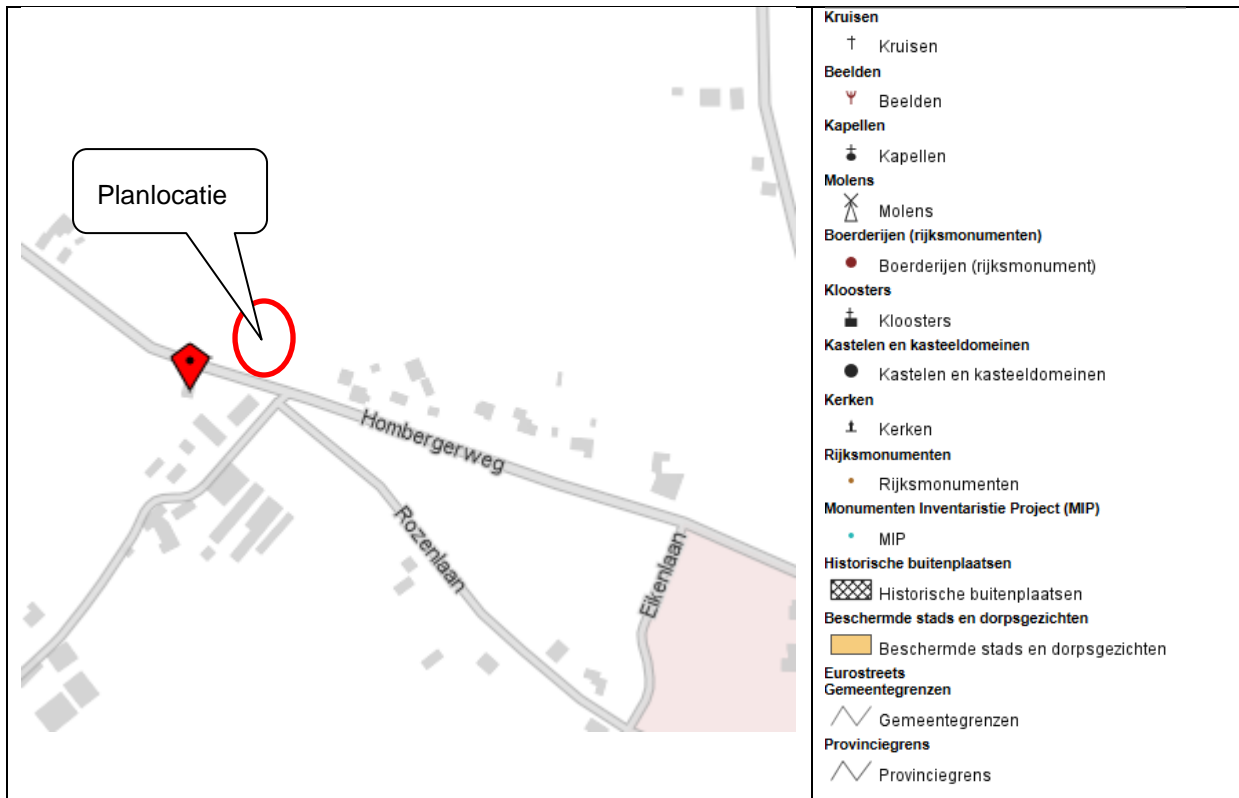 Planlocatie
Hombergerweg
Rozenlaan
Eikenlaan
Kruisen
Kruisen
Beelden
Beelden
Kapellen
Kapellen
Molens
Molens
Boerderijen (rijksmonumenten)
Boerderijen (rijksmonument)
Kloosters
Kloosters
Kastelen en kasteeldomeinen
Kastelen en kasteeldomeinen
Kerken
Kerken
Rijksmonumenten
Rijksmonumenten
Monumenten Inventaristie Project (MIP)
MIP
Historische buitenplaatsen
Historische buitenplaatsen
Beschermde stads en dorpsgezichten
Beschermde stads en dorpsgezichten
Eurostreets
Gemeentegrenzen
Gemeentegrenzen
Provinciegrens
Provinciegrens